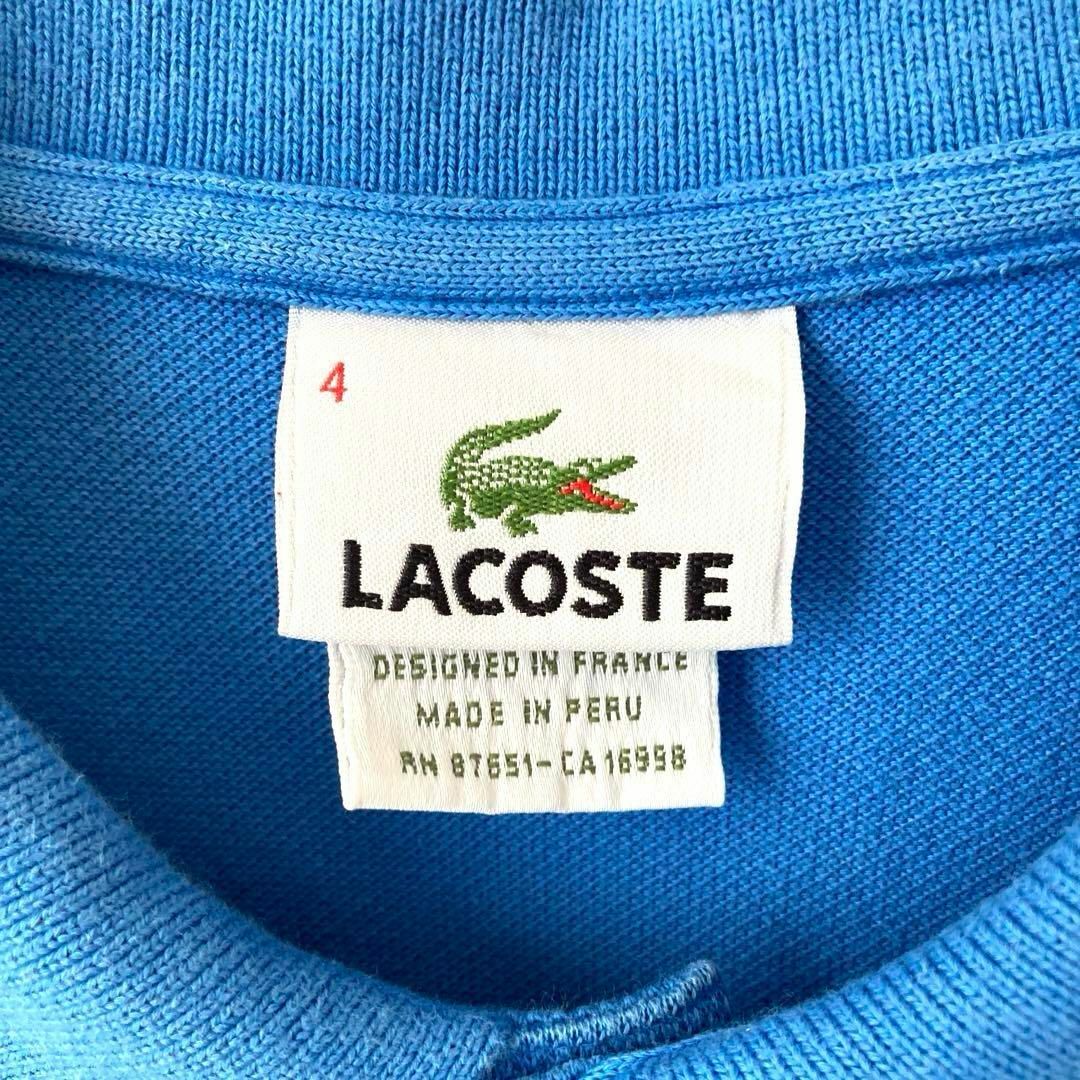 4
LACOSTE
DESIGNED IN FRANCE
MADE IN PERU
RN 87651-CA 16998